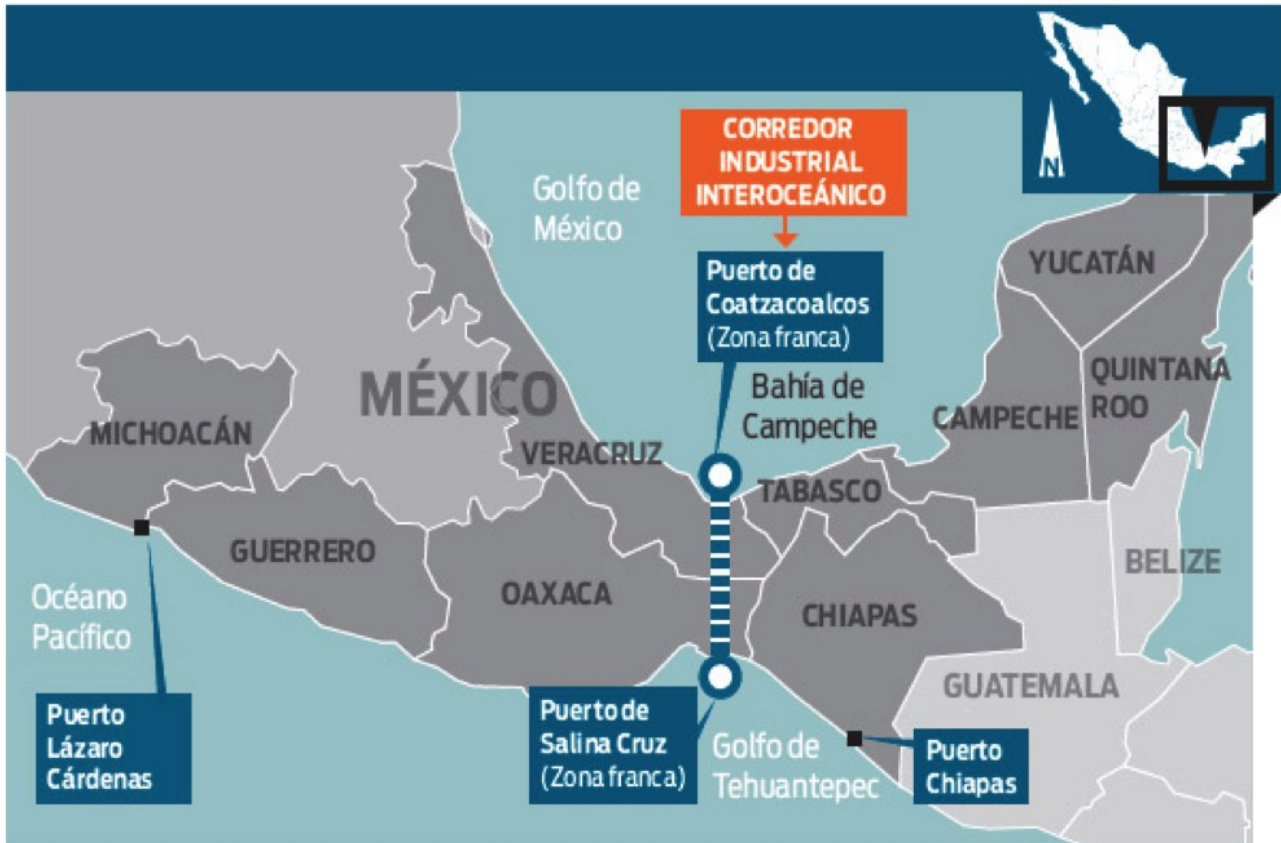 N
CORREDOR
INDUSTRIAL
INTEROCEÁNICO
Golfo de
México
Puerto de
Coatzacoalcos
(Zona franca)
YUCATÁN
Bahía de
Campeche
QUINTANA
ROO
CAMPECHE
MÉXICO
MICHOACÁN
VERACRUZ
TABASCO
GUERRERO
BELIZE
OAXACA
CHIAPAS
Océano
Pacífico
GUATEMALA
Puerto
Lázaro
Cárdenas
Puerto de
Salina Cruz
(Zona franca)
Golfo de
Tehuantepec
Puerto
Chiapas